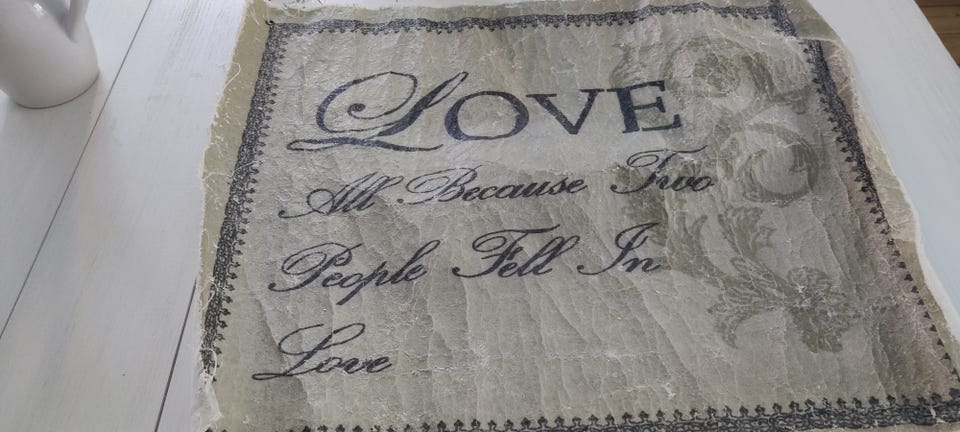 LOVE
All Because Two
People Fell In
Love